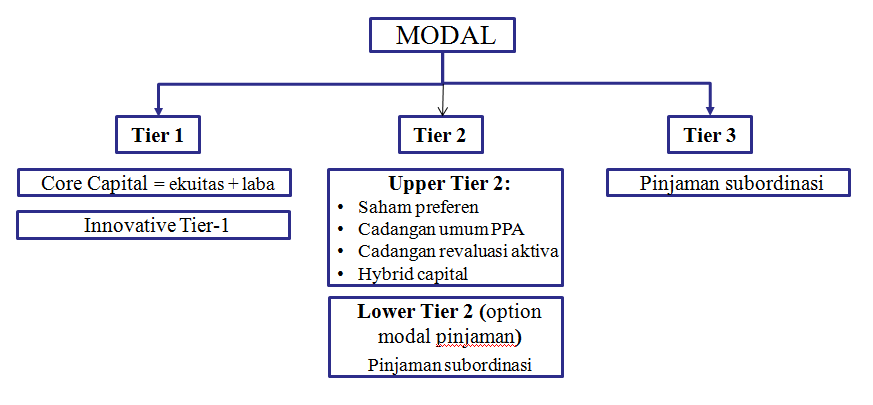 MODAL
Tier 1
Tier 2
Tier 3
Core Capital = ekuitas + laba
Innovative Tier-1
Upper Tier 2:
• Saham preferen
• Cadangan umum PPA
• Cadangan revaluasi aktiva
• Hybrid capital
Lower Tier 2 (option
modal pinjaman)
Pinjaman subordinasi
Pinjaman subordinasi